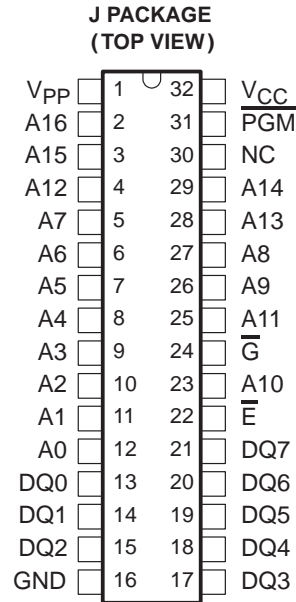 J PACKAGE
(TOP VIEW)
VPP 1 32 VCC
A16 2 31 P̅G̅M̅
A15 3 30 NC
A12 4 29 A14
A7 5 28 A13
A6 6 27 A8
A5 7 26 A9
A4 8 25 A11
A3 9 24 G̅
A2 10 23 A10
A1 11 22 E̅
A0 12 21 DQ7
DQ0 13 20 DQ6
DQ1 14 19 DQ5
DQ2 15 18 DQ4
GND 16 17 DQ3